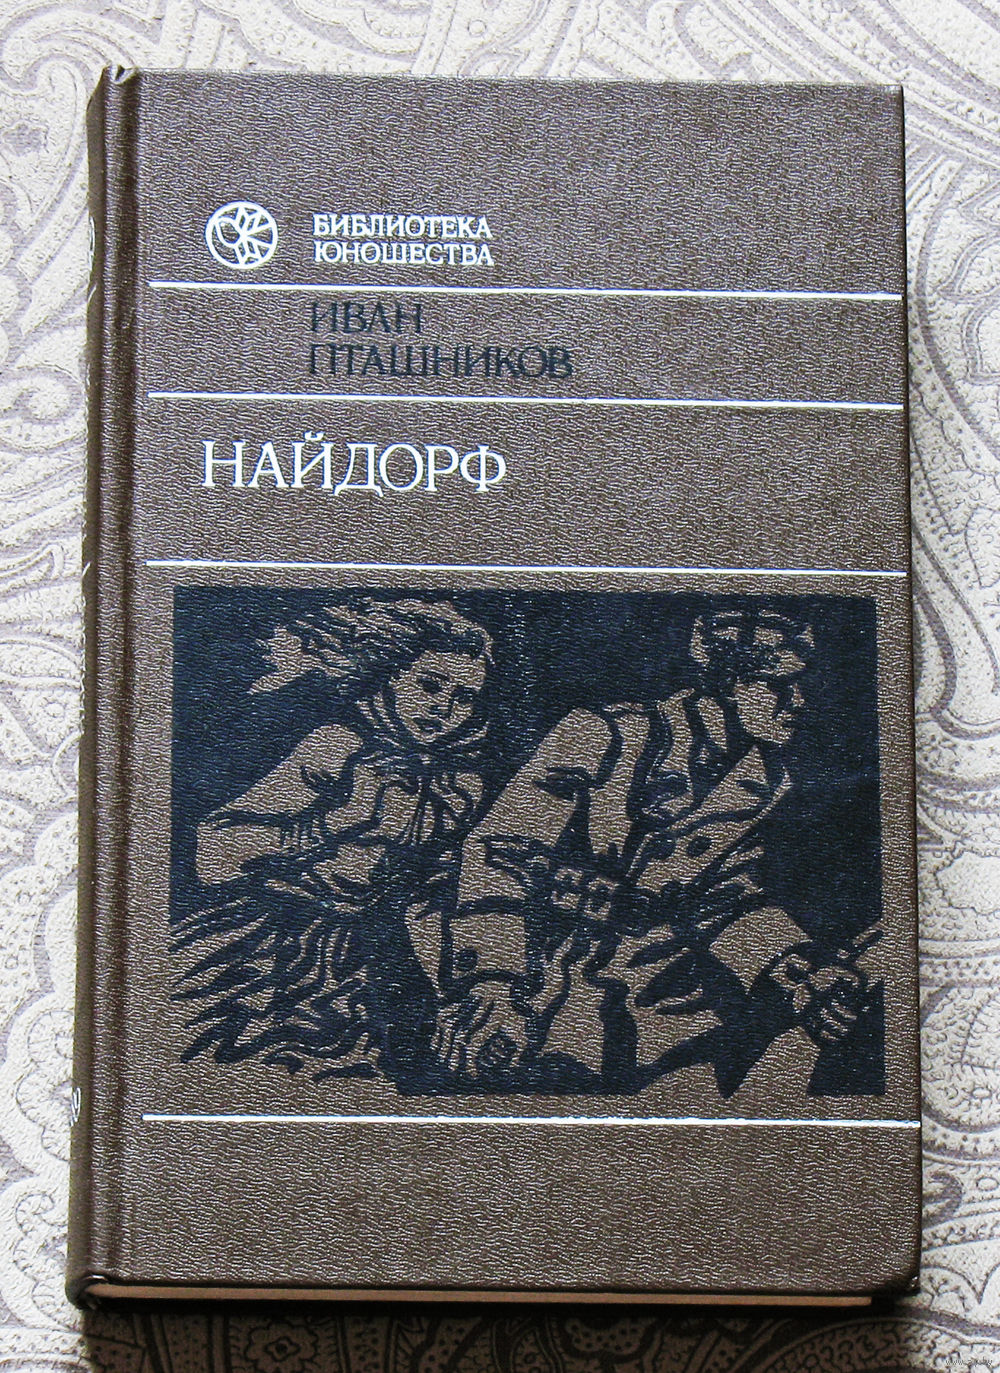 БИБЛИОТЕКА
ЮНОШЕСТВА
ИВАН
ПТАШНИКОВ
НАЙДОРФ